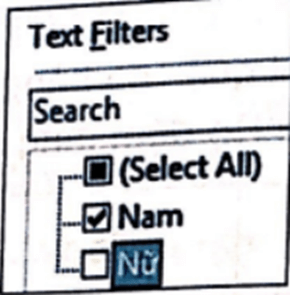 Text Filters
Search
(Select All)
Nam
Nữ